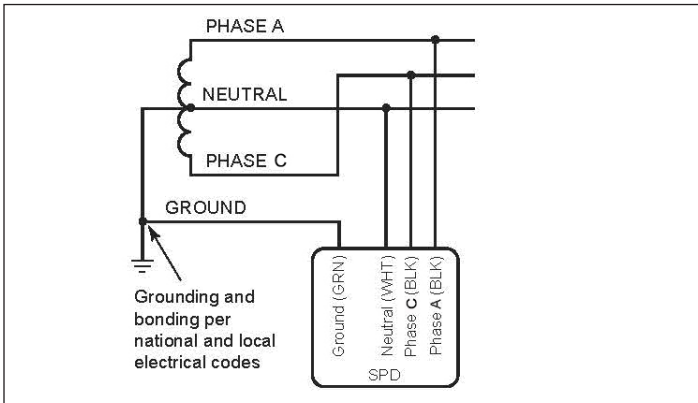 PHASE A
NEUTRAL
PHASE C
GROUND
Grounding and
bonding per
national and local
electrical codes
Ground (GRN)
Neutral (WHT)
Phase C (BLK)
Phase A (BLK)
SPD